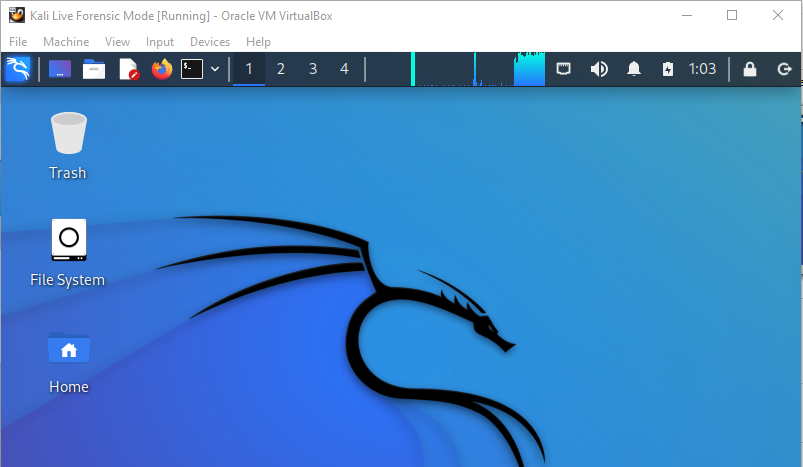 Kali Live Forensic Mode [Running] - Oracle VM VirtualBox
File Machine View Input Devices Help
1 2 3 4 1:03
Trash
File System
Home